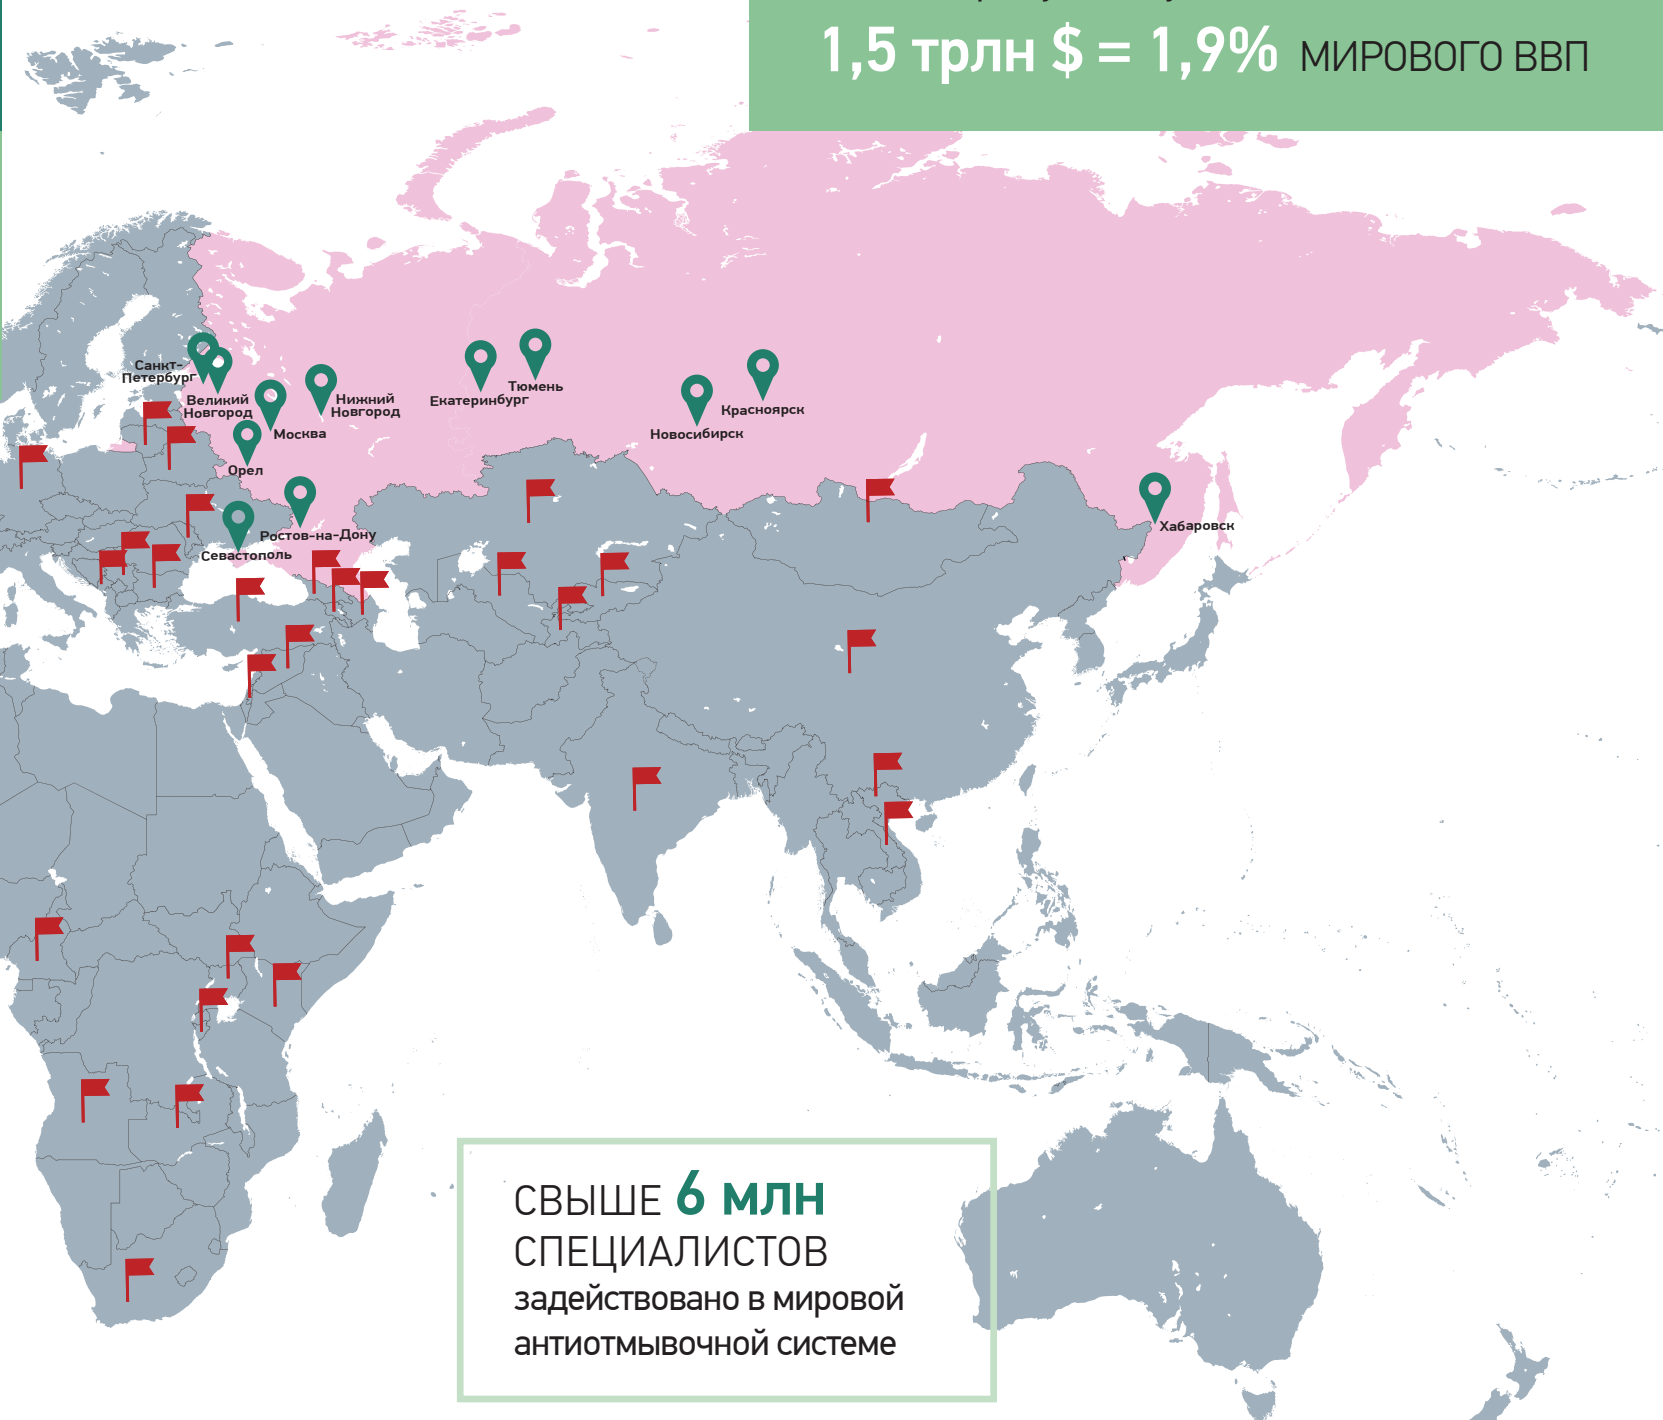 1,5 трлн $ = 1,9% МИРОВОГО ВВП
Санкт-
Петербург
Великий
Новгород
Москва
Нижний
Новгород
Екатеринбург
Тюмень
Новосибирск
Красноярск
Орел
Ростов-на-Дону
Севастополь
Хабаровск
СВЫШЕ 6 МЛН
СПЕЦИАЛИСТОВ
задействовано в мировой
антиотмывочной системе